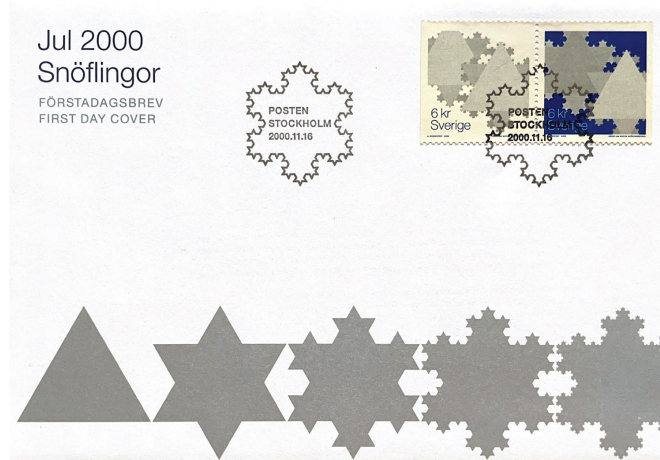 Jul 2000
Snöflingor
FÖRSTADAGSBREV
FIRST DAY COVER
POSTEN
STOCKHOLM
2000.11.16
6 kr
Sverige
6 kr
Sverige
POSTEN
STOCKHOLM
2000.11.16